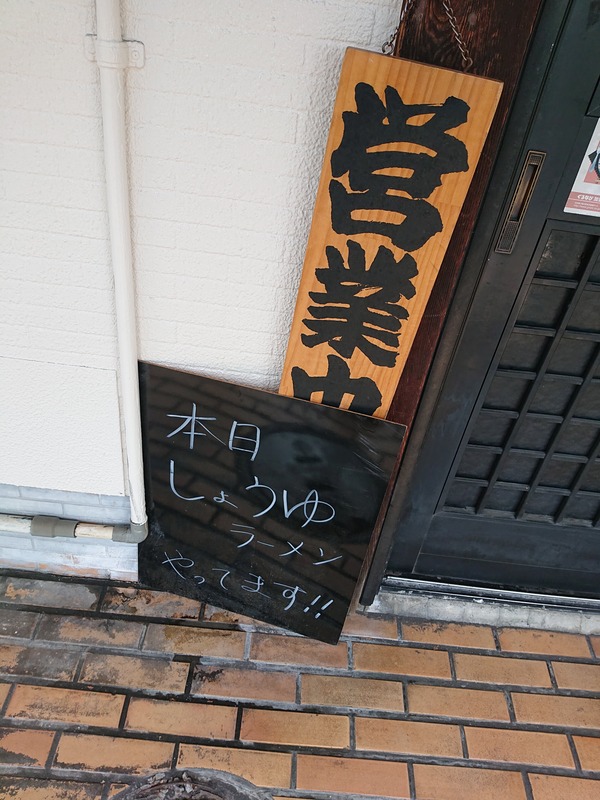 営業中
本日
しょうゆ
ラーメン
やってます!!